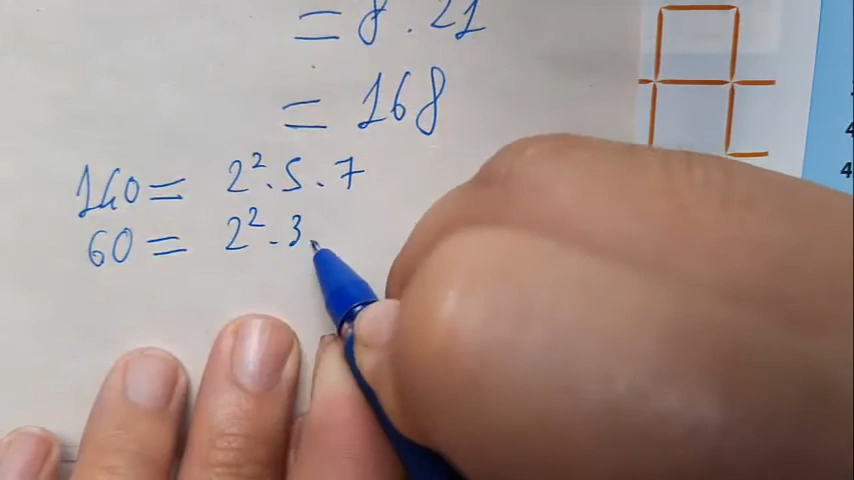 = 8 . 21
= 168
140 = 2² . 5 . 7
60 = 2² . 3